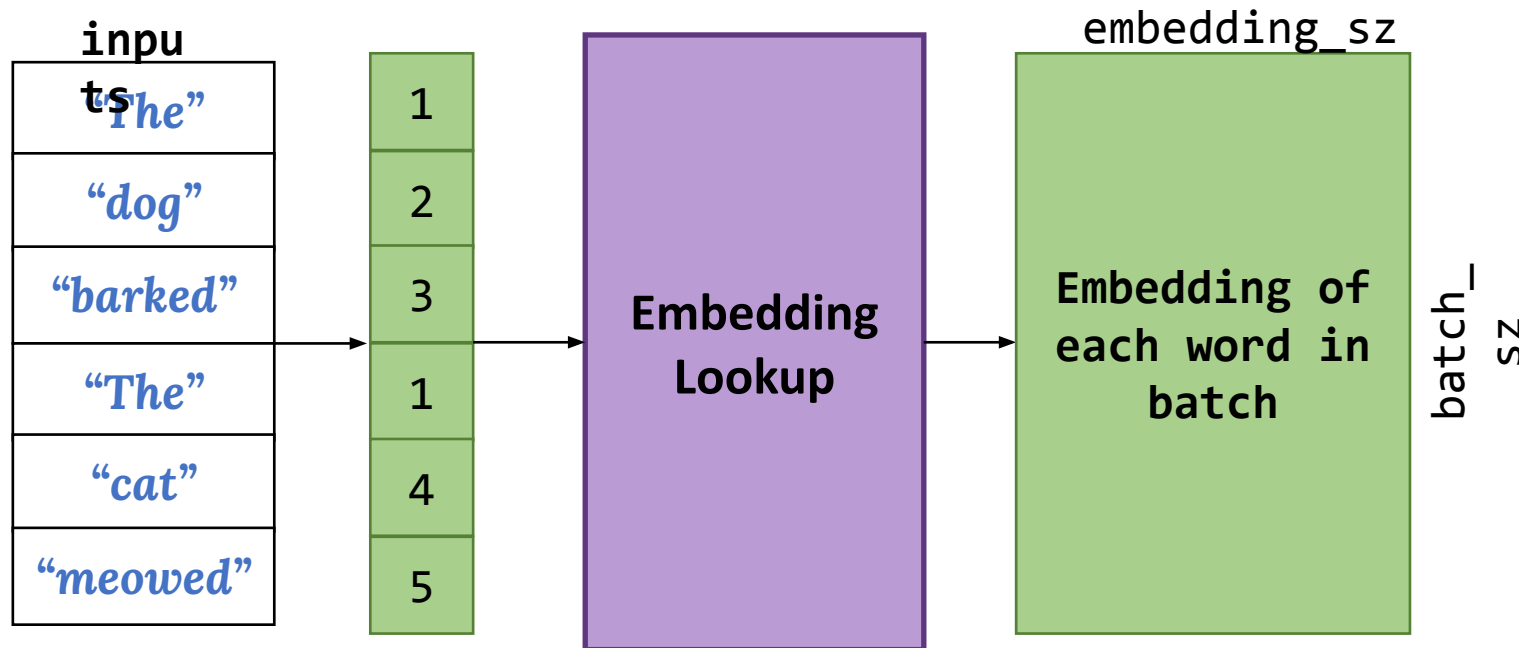 inpu
ts
“The”
“dog”
“barked”
“The”
“cat”
“meowed”
1
2
3
1
4
5
Embedding
Lookup
embedding_sz
Embedding of
each word in
batch
batch_
sz